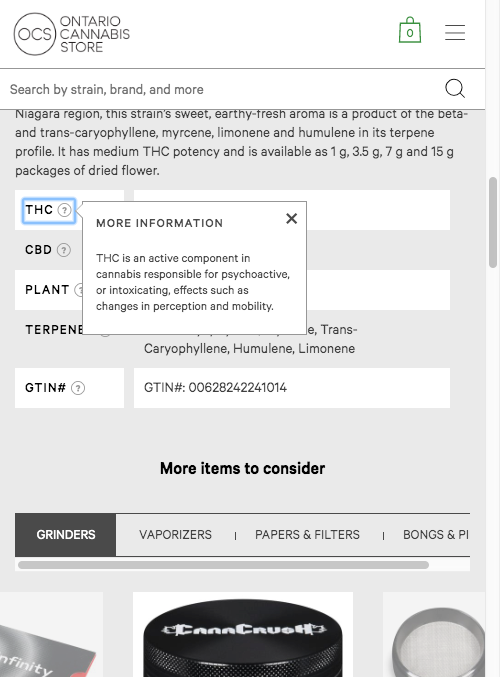 OCS ONTARIO
CANNABIS
STORE
0
Search by strain, brand, and more
Niagara region, this strain's sweet, earthy-fresh aroma is a product of the beta-
and trans-caryophyllene, myrcene, limonene and humulene in its terpene
profile. It has medium THC potency and is available as 1 g, 3.5 g, 7 g and 15 g
packages of dried flower.
THC ?
MORE INFORMATION
THC is an active component in
cannabis responsible for psychoactive,
or intoxicating, effects such as
changes in perception and mobility.
CBD ?
PLANT ?
TERPENE
Trans-
Caryophyllene, Humulene, Limonene
GTIN# ?
GTIN#: 00628242241014
More items to consider
GRINDERS
VAPORIZERS
PAPERS & FILTERS
BONGS & PI
nfinity
CannCrush